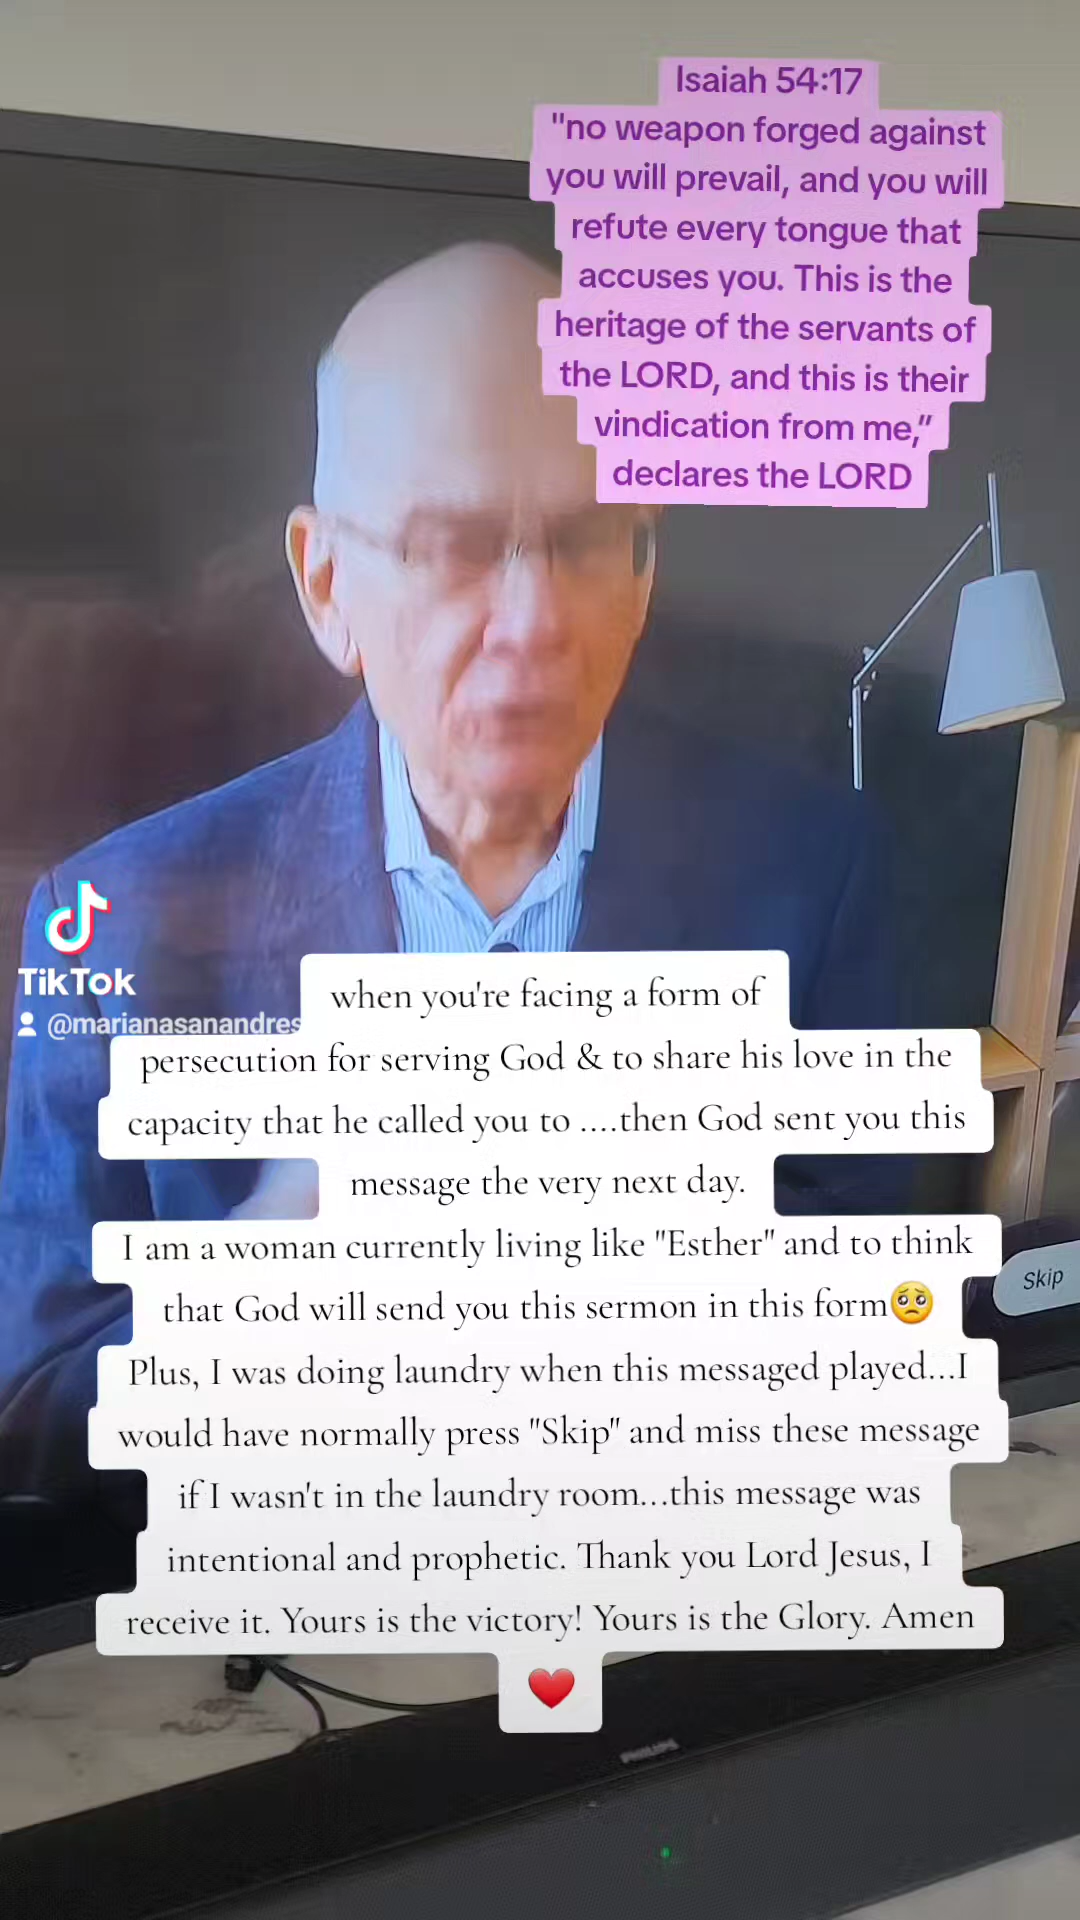 Isaiah 54:17
"no weapon forged against
you will prevail, and you will
refute every tongue that
accuses you. This is the
heritage of the servants of
the LORD, and this is their
vindication from me,”
declares the LORD
TikTok
@marianasanandres
when you're facing a form of
persecution for serving God & to share his love in the
capacity that he called you to ....then God sent you this
message the very next day.
I am a woman currently living like "Esther" and to think
that God will send you this sermon in this form🥺
Plus, I was doing laundry when this messaged played...I
would have normally press "Skip" and miss these message
if I wasn't in the laundry room...this message was
intentional and prophetic. Thank you Lord Jesus, I
receive it. Yours is the victory! Yours is the Glory. Amen
❤️
Skip
PHILIPS